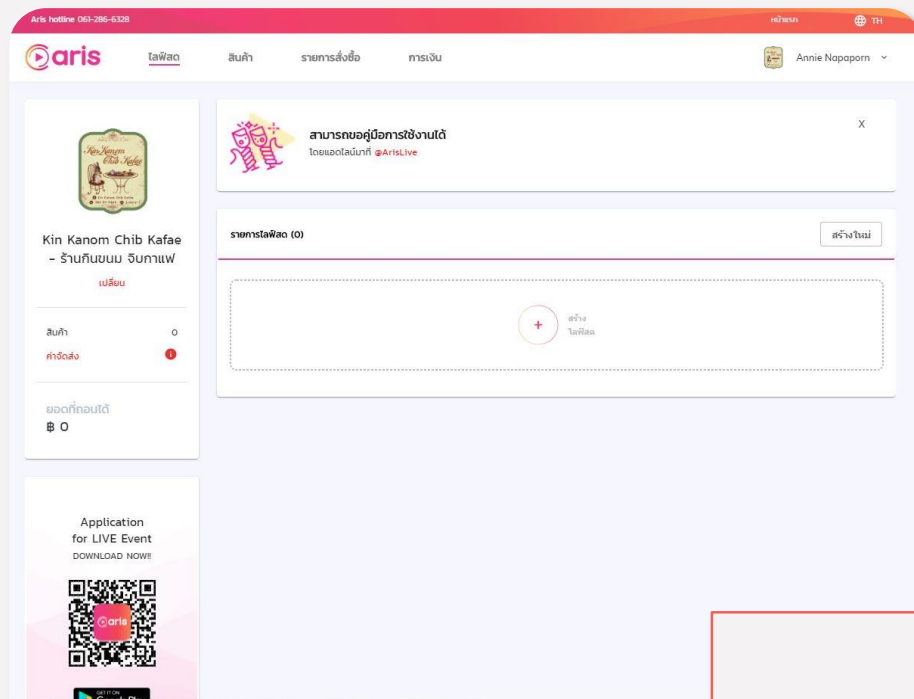 Aris hotline 061-286-6328
หน้าแรก
TH
aris
ไลฟ์สด
สินค้า
รายการสั่งซื้อ
การเงิน
Annie Napaporn
Kin Kanom Chib Kafae
- ร้านกินขนม จิบกาแฟ
เปลี่ยน
สินค้า 0
ค่าจัดส่ง
ยอดที่ถอนได้
฿ 0
สามารถขอคู่มือการใช้งานได้
X
โดยแอดไลน์มาที่ @ArisLive
รายการไลฟ์สด (0)
สร้างใหม่
+
สร้าง
ไลฟ์สด
Application
for LIVE Event
DOWNLOAD NOW!!
aris
GET IT ON